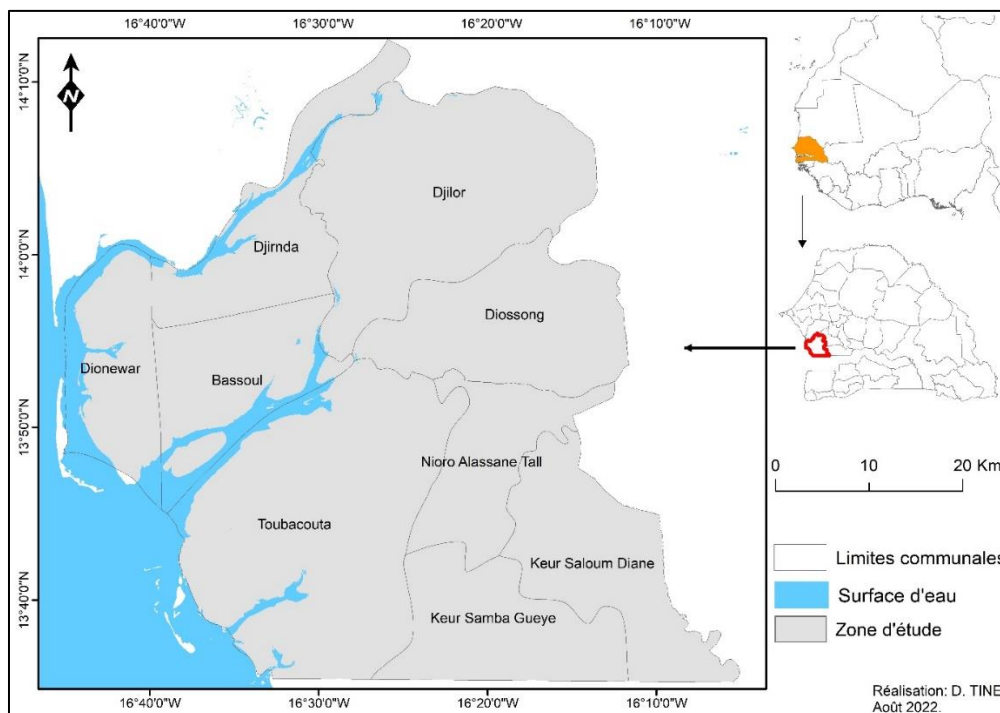 16°40'0"W 16°30'0"W 16°20'0"W 16°10'0"W
14°10'0"N
14°0'0"N
13°50'0"N
13°40'0"N
N
Djilor
Djirnda
Diossong
Dionewar
Bassoul
Nioro Alassane Tall
Toubacouta
Keur Saloum Diane
Keur Samba Gueye
16°40'0"W 16°30'0"W 16°20'0"W 16°10'0"W
0 10 20 Km
Limites communales
Surface d'eau
Zone d'étude
Réalisation: D. TINE
Août 2022.